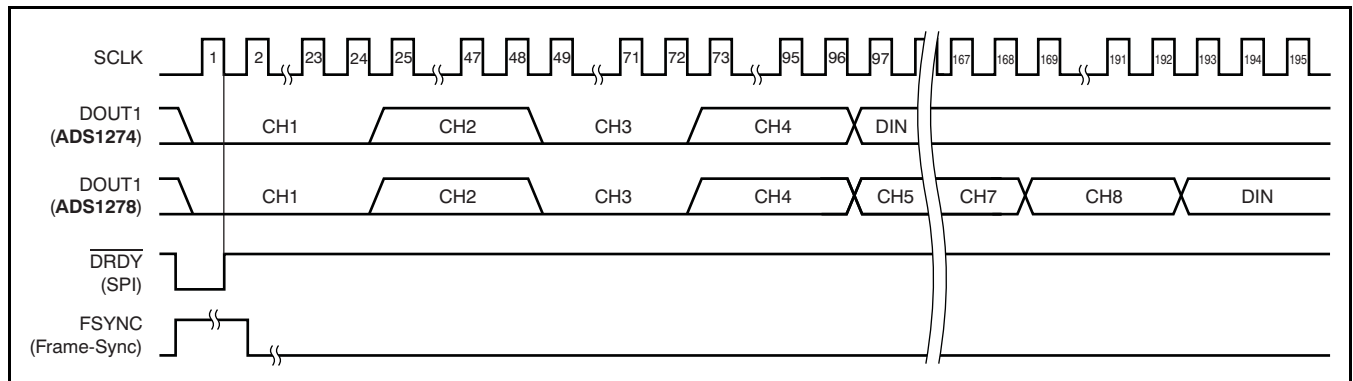 SCLK 1 2 23 24 25 47 48 49 71 72 73 95 96 97 167 168 169 191 192 193 194 195
DOUT1
(ADS1274)
CH1 CH2 CH3 CH4 DIN
DOUT1
(ADS1278)
CH1 CH2 CH3 CH4 CH5 CH7 CH8 DIN
DRDY
(SPI)
FSYNC
(Frame-Sync)